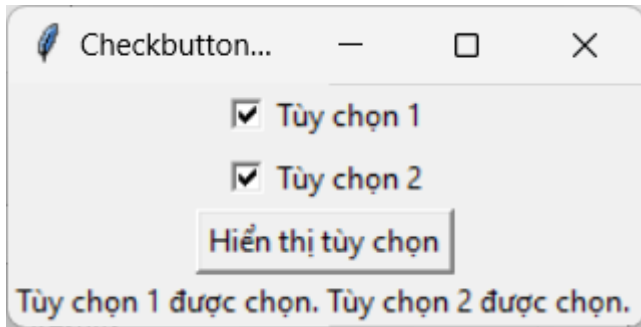 Checkbutton...
Tùy chọn 1
Tùy chọn 2
Hiển thị tùy chọn
Tùy chọn 1 được chọn. Tùy chọn 2 được chọn.